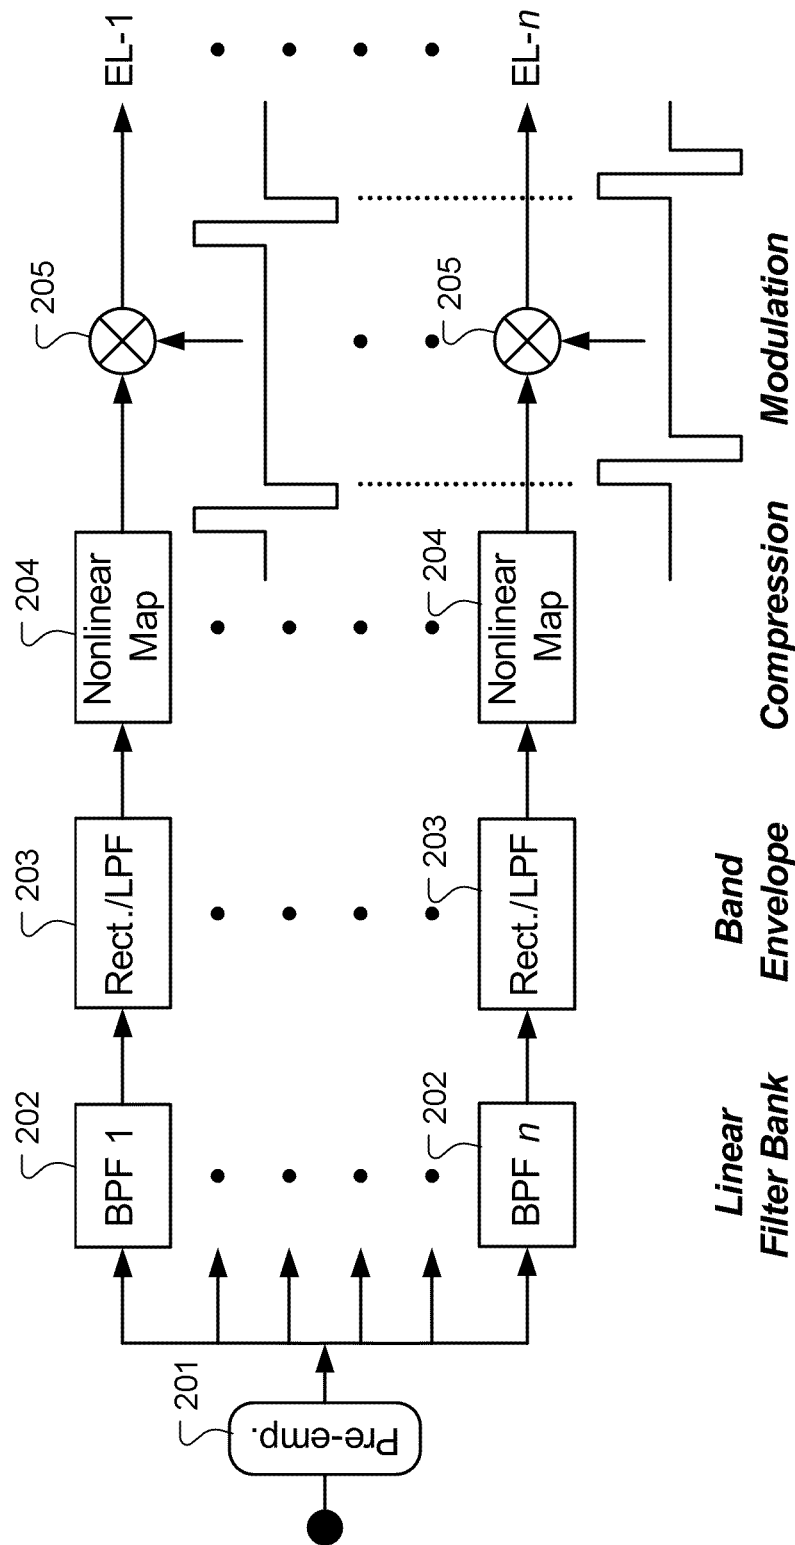 201
Pre-emp.
202
BPF 1
203
Rect./LPF
204
Nonlinear
Map
205
EL-1
202
BPF n
203
Rect./LPF
204
Nonlinear
Map
205
EL-n
Linear
Filter Bank
Band
Envelope
Compression
Modulation